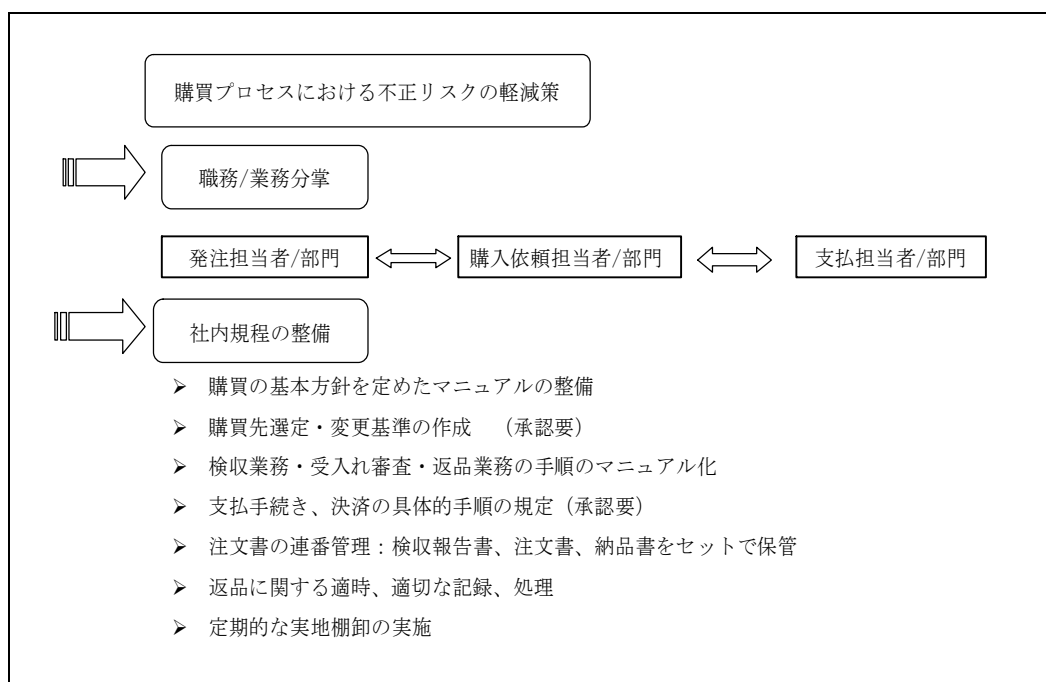 購買プロセスにおける不正リスクの軽減策
職務/業務分掌
発注担当者/部門 購入依頼担当者/部門 支払担当者/部門
社内規程の整備
➢ 購買の基本方針を定めたマニュアルの整備
➢ 購買先選定・変更基準の作成 (承認要)
➢ 検収業務・受入れ審査・返品業務の手順のマニュアル化
➢ 支払手続き、決済の具体的手順の規定(承認要)
➢ 注文書の連番管理:検収報告書、注文書、納品書をセットで保管
➢ 返品に関する適時、適切な記録、処理
➢ 定期的な実地棚卸の実施